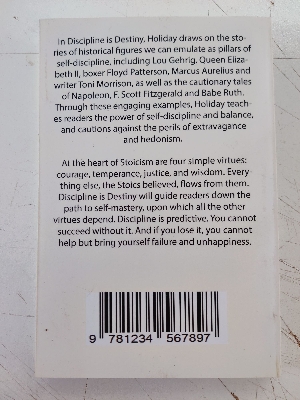 In Discipline is Destiny, Holiday draws on the sto-
ries of historical figures we can emulate as pillars of
self-discipline, including Lou Gehrig, Queen Eliza-
beth II, boxer Floyd Patterson, Marcus Aurelius and
writer Toni Morrison, as well as the cautionary tales
of Napoleon, F. Scott Fitzgerald and Babe Ruth.
Through these engaging examples, Holiday teach-
es readers the power of self-discipline and balance,
and cautions against the perils of extravagance
and hedonism.
At the heart of Stoicism are four simple virtues:
courage, temperance, justice, and wisdom. Every-
thing else, the Stoics believed, flows from them.
Discipline is Destiny will guide readers down the
path to self-mastery, upon which all the other
virtues depend. Discipline is predictive. You cannot
succeed without it. And if you lose it, you cannot
help but bring yourself failure and unhappiness.
9 781234 567897